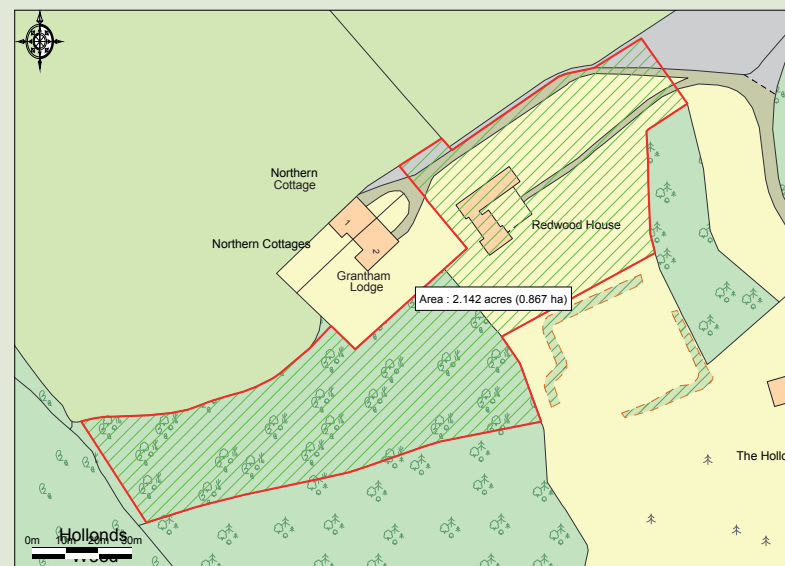 Northern
Cottage
Northern Cottages
1
2
Grantham
Lodge
Redwood House
Area : 2.142 acres (0.867 ha)
The Hollo
Hollonds
Wood
0m 10m 20m 30m